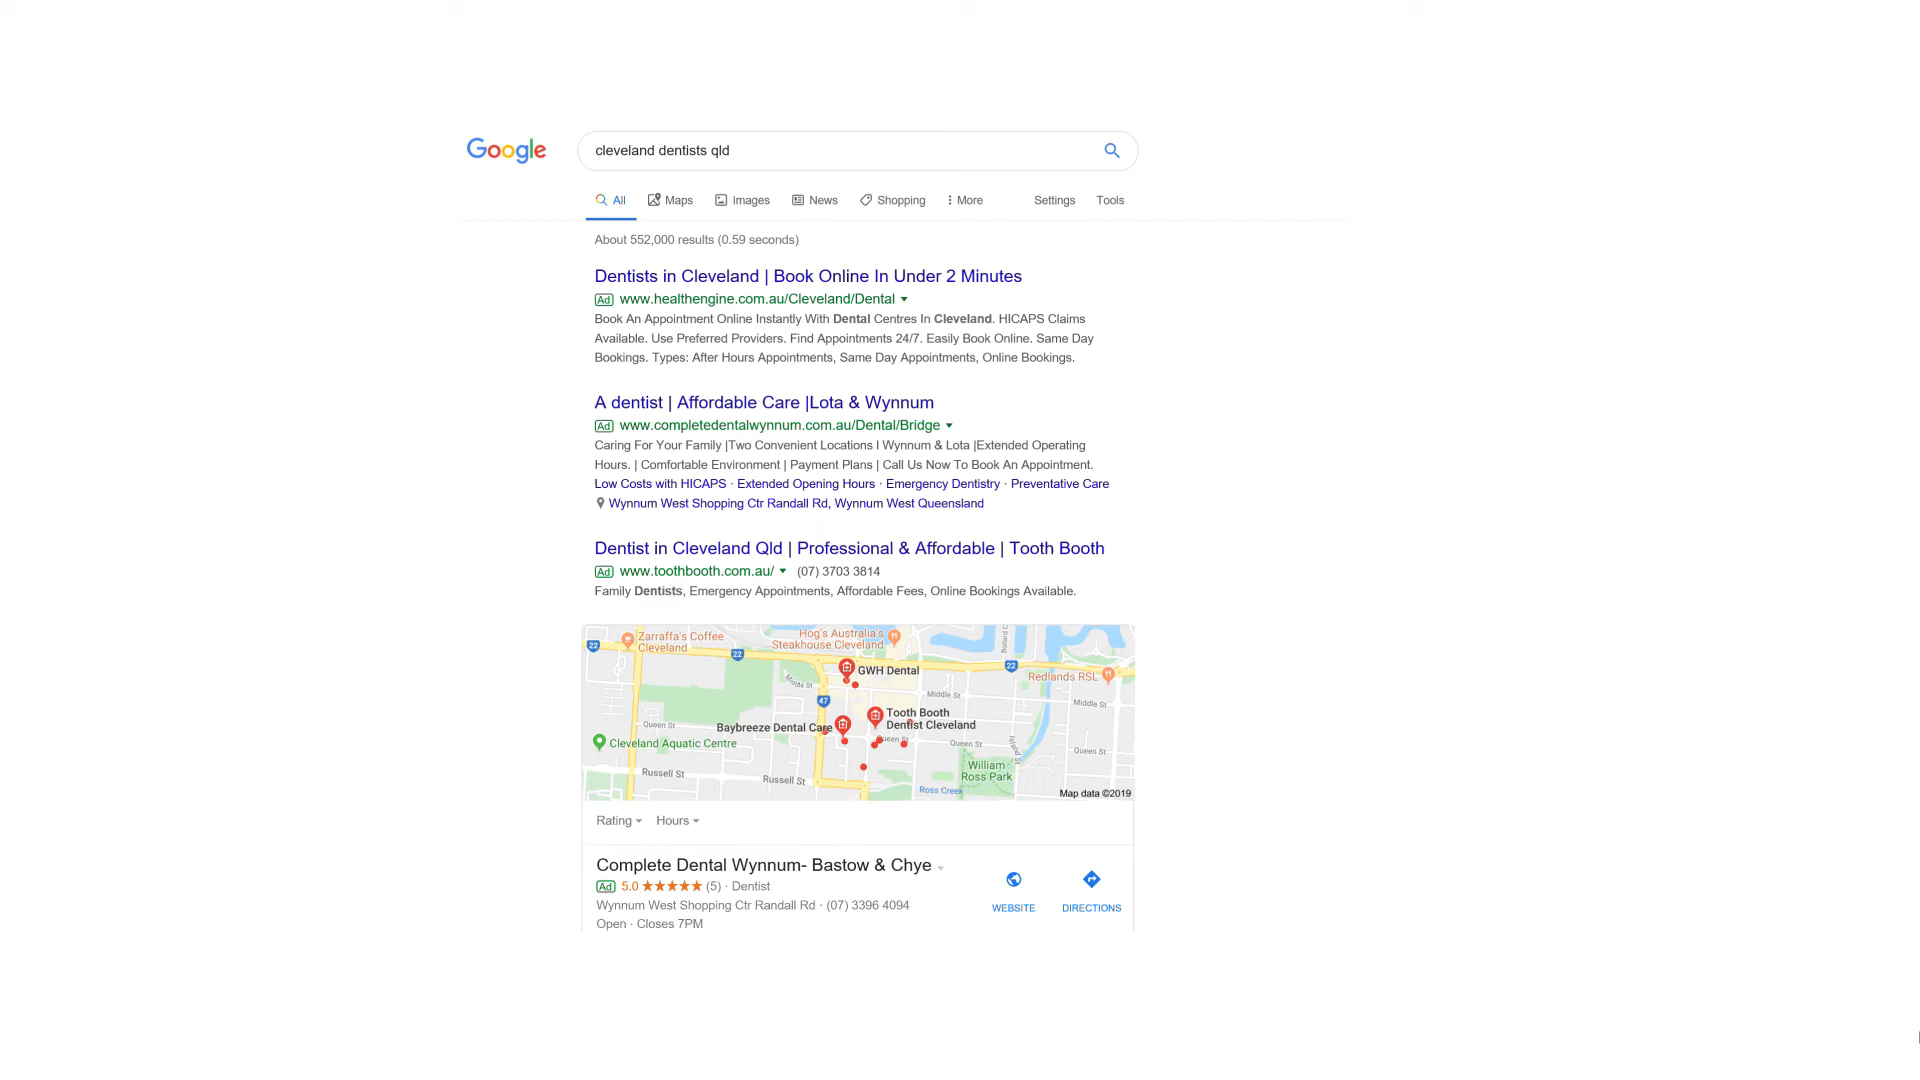 Google
cleveland dentists qld
All Maps Images News Shopping More Settings Tools
About 552,000 results (0.59 seconds)
Dentists in Cleveland | Book Online In Under 2 Minutes
Ad www.healthengine.com.au/Cleveland/Dental
Book An Appointment Online Instantly With Dental Centres In Cleveland. HICAPS Claims
Available. Use Preferred Providers. Find Appointments 24/7. Easily Book Online. Same Day
Bookings. Types: After Hours Appointments, Same Day Appointments, Online Bookings.
A dentist | Affordable Care |Lota & Wynnum
Ad www.completedentalwynnum.com.au/Dental/Bridge
Caring For Your Family |Two Convenient Locations l Wynnum & Lota |Extended Operating
Hours. | Comfortable Environment | Payment Plans | Call Us Now To Book An Appointment.
Low Costs with HICAPS · Extended Opening Hours · Emergency Dentistry · Preventative Care
Wynnum West Shopping Ctr Randall Rd, Wynnum West Queensland
Dentist in Cleveland Qld | Professional & Affordable | Tooth Booth
Ad www.toothbooth.com.au/ (07) 3703 3814
Family Dentists, Emergency Appointments, Affordable Fees, Online Bookings Available.
22
Zarraffa's Coffee
Cleveland
22
Hog's Australia's
Steakhouse Cleveland
22
Redlands RSL
GWH Dental
Middle St
Middle St
Middle St
47
Tooth Booth
Dentist Cleveland
Baybreeze Dental Care
Queen St
Queen St
Queen St
Queen St
Island St
Cleveland Aquatic Centre
William
Ross Park
Russell St
Russell St
Ross Creek
Map data ©2019
Rating Hours
Complete Dental Wynnum- Bastow & Chye
Ad 5.0 ★★★★★ (5) · Dentist
Wynnum West Shopping Ctr Randall Rd · (07) 3396 4094
Open · Closes 7PM
WEBSITE
DIRECTIONS